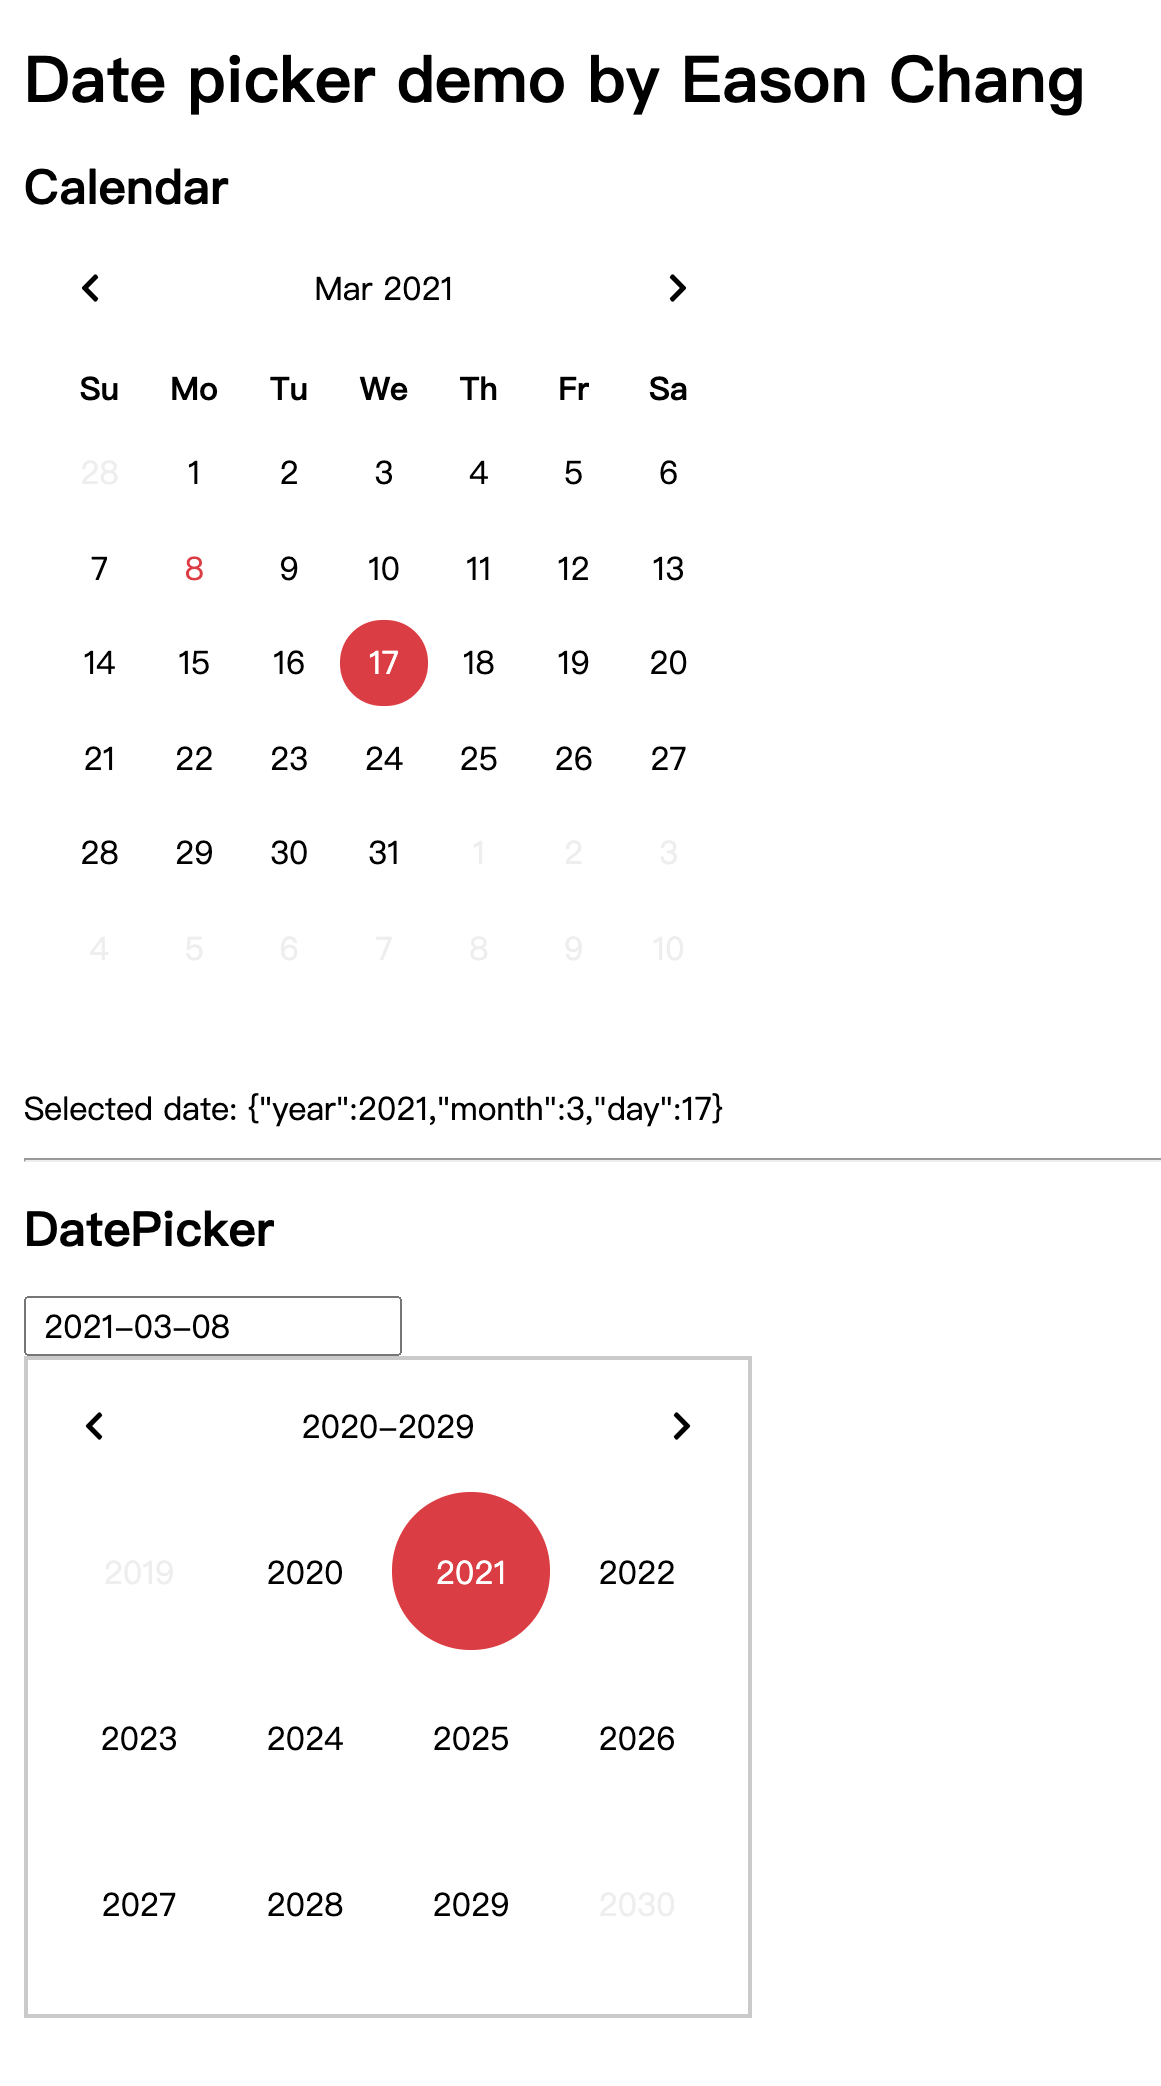 Date picker demo by Eason Chang
Calendar
Mar 2021
Su Mo Tu We Th Fr Sa
28 1 2 3 4 5 6
7 8 9 10 11 12 13
14 15 16 17 18 19 20
21 22 23 24 25 26 27
28 29 30 31 1 2 3
4 5 6 7 8 9 10
Selected date: {"year":2021,"month":3,"day":17}
DatePicker
2021-03-08
2020-2029
2019 2020 2021 2022
2023 2024 2025 2026
2027 2028 2029 2030